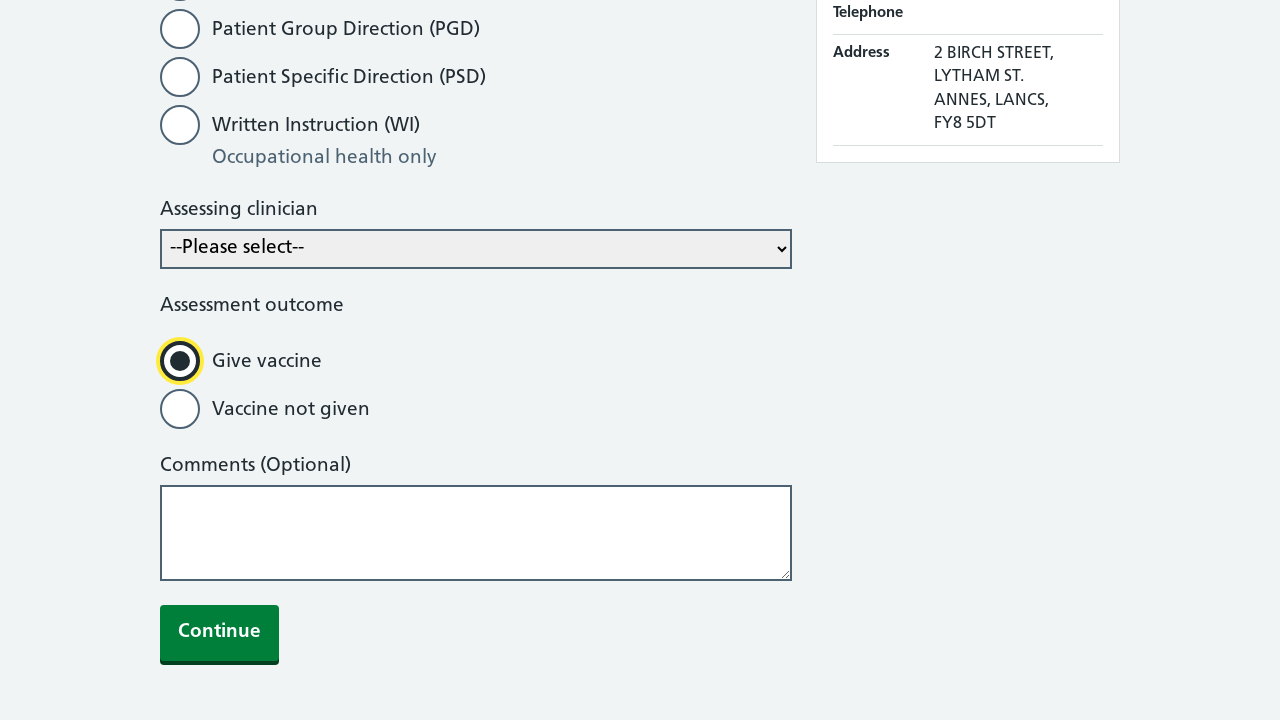 Patient Group Direction (PGD)
Patient Specific Direction (PSD)
Written Instruction (WI)
Occupational health only
Assessing clinician
--Please select--
Assessment outcome
Give vaccine
Vaccine not given
Comments (Optional)
Continue
Telephone
Address
2 BIRCH STREET,
LYTHAM ST.
ANNES, LANCS,
FY8 5DT